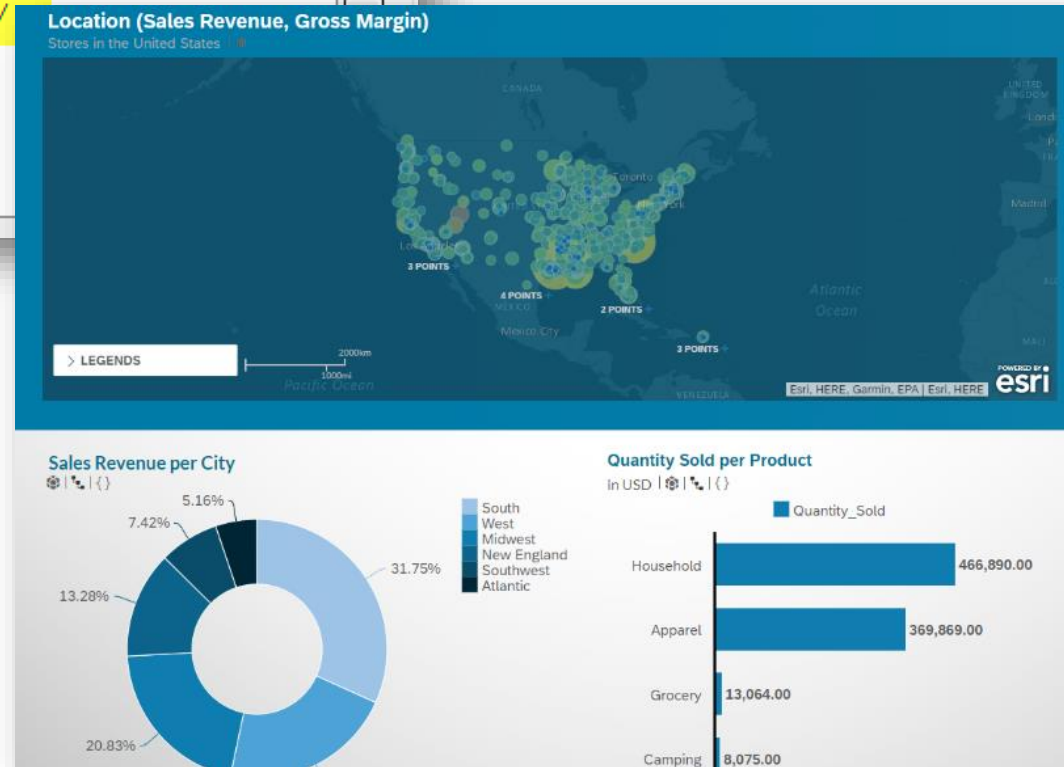 Location (Sales Revenue, Gross Margin)
Stores in the United States
CANADA
UNITED
KINGDOM
Toronto
Madrid
3 POINTS
4 POINTS
2 POINTS
MEXICO
Mexico City
Atlantic
Ocean
3 POINTS
MALI
> LEGENDS
2000km
1000mi
Pacific Ocean
VENEZUELA
Esri, HERE, Garmin, EPA | Esri, HERE
POWERED BY
esri
Sales Revenue per City
5.16%
7.42%
13.28%
20.83%
31.75%
South
West
Midwest
New England
Southwest
Atlantic
Quantity Sold per Product
in USD
Quantity_Sold
Household 466,890.00
Apparel 369,869.00
Grocery 13,064.00
Camping 8,075.00